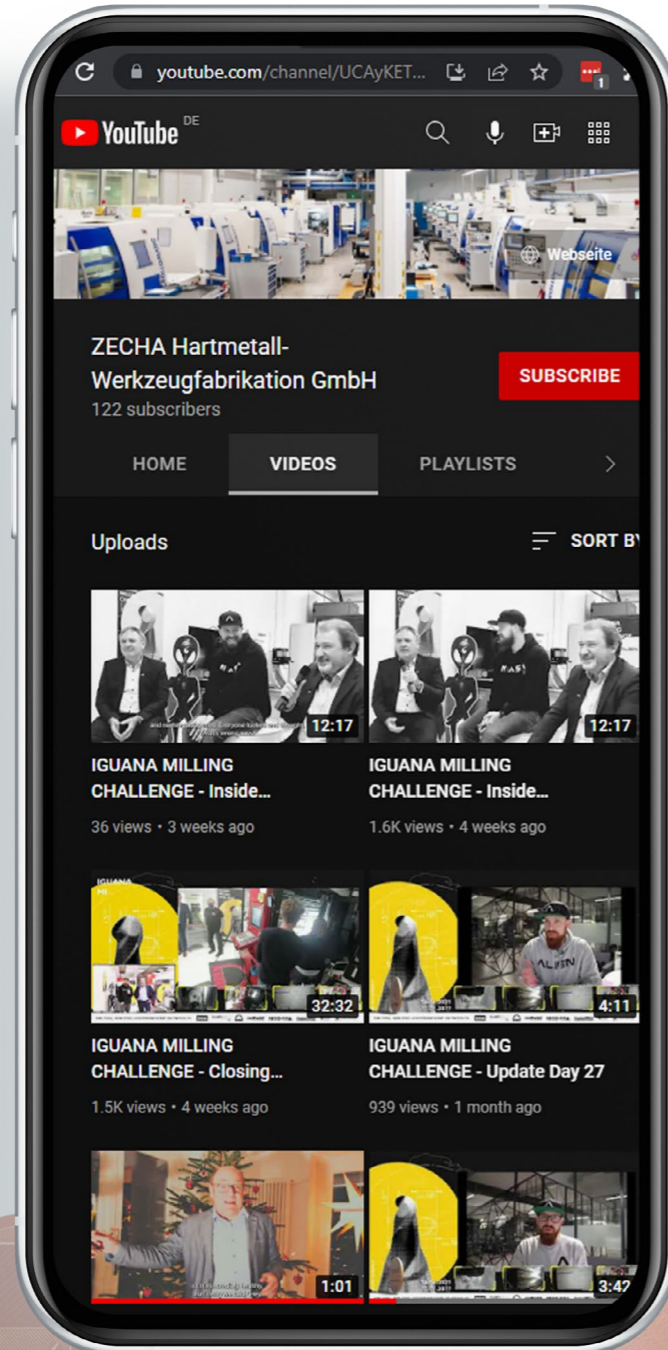 youtube.com/channel/UCAyKET...
1
YouTube DE
Webseite
ZECHA Hartmetall-
Werkzeugfabrikation GmbH
122 subscribers
SUBSCRIBE
HOME
VIDEOS
PLAYLISTS
Uploads
SORT BY
12:17
12:17
IGUANA MILLING
CHALLENGE - Inside...
36 views • 3 weeks ago
IGUANA MILLING
CHALLENGE - Inside...
1.6K views • 4 weeks ago
IGUANA
32:32
ALIEN
4:11
IGUANA MILLING
CHALLENGE - Closing...
1.5K views • 4 weeks ago
IGUANA MILLING
CHALLENGE - Update Day 27
939 views • 1 month ago
1:01
3:42